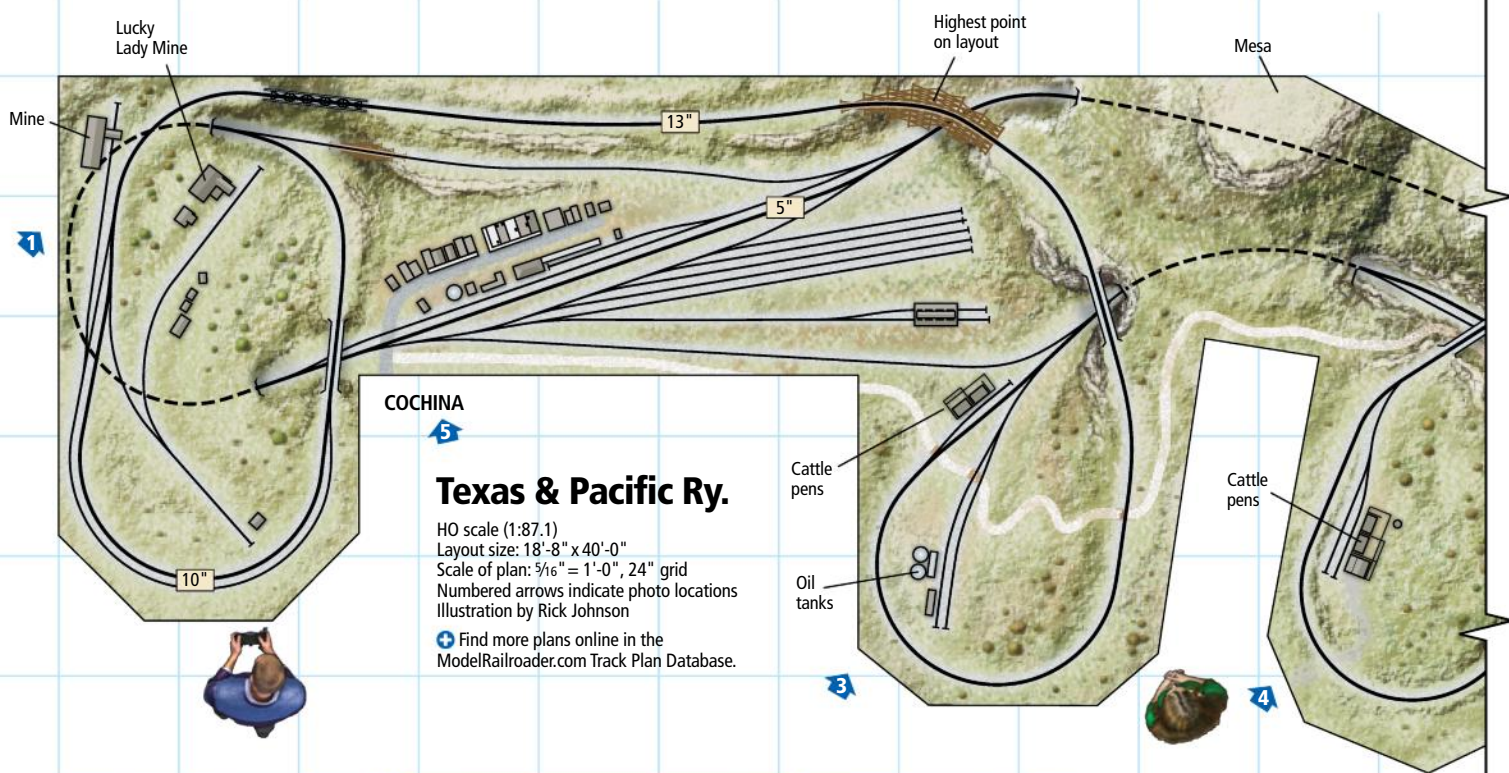 Lucky
Lady Mine
Highest point
on layout
Mesa
Mine
13"
5"
1
COCHINA
5
Texas & Pacific Ry.
HO scale (1:87.1)
Layout size: 18'-8" x 40'-0"
Scale of plan: 5/16" = 1'-0", 24" grid
Numbered arrows indicate photo locations
Illustration by Rick Johnson
Find more plans online in the
ModelRailroader.com Track Plan Database.
Cattle
pens
Cattle
pens
Oil
tanks
10"
3
4